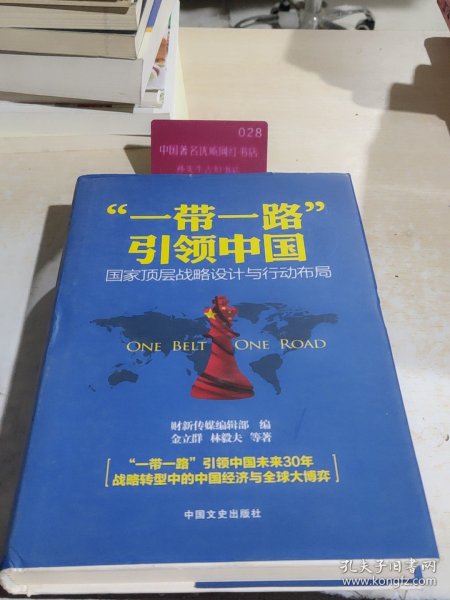 028
中国著名优质网红书店
“一带一路”
引领中国
国家顶层战略设计与行动布局
ONE BELT ONE ROAD
财新传媒编辑部 编
金立群 林毅夫 等著
“一带一路”引领中国未来30年
战略转型中的中国经济与全球大博弈
中国文史出版社
孔夫子旧书网
www.kongfz.com